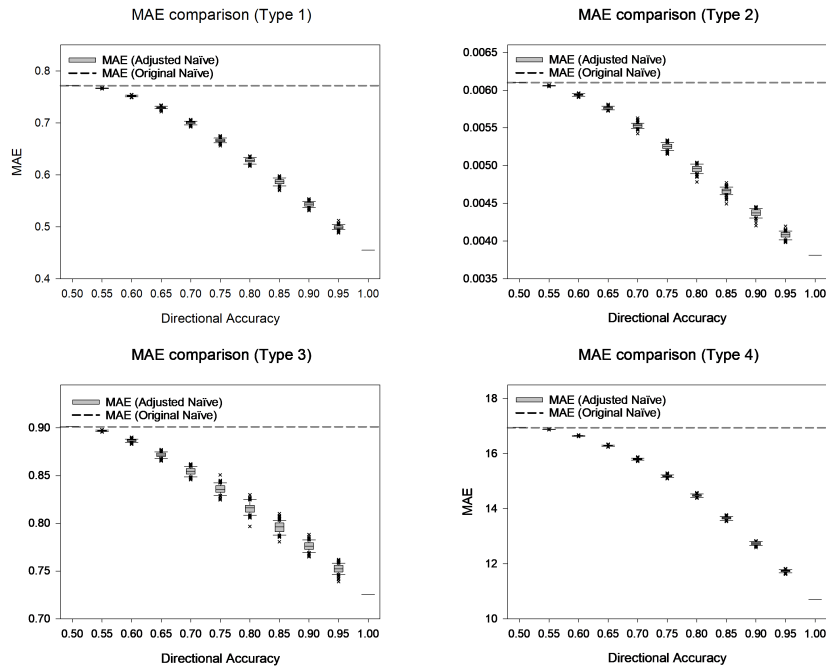 MAE comparison (Type 1)
MAE (Adjusted Naïve)
MAE (Original Naïve)
MAE
0.8
0.7
0.6
0.5
0.4
0.50 0.55 0.60 0.65 0.70 0.75 0.80 0.85 0.90 0.95 1.00
Directional Accuracy
MAE comparison (Type 2)
MAE (Adjusted Naïve)
MAE (Original Naïve)
0.0065
0.0060
0.0055
0.0050
0.0045
0.0040
0.0035
0.50 0.55 0.60 0.65 0.70 0.75 0.80 0.85 0.90 0.95 1.00
Directional Accuracy
MAE comparison (Type 3)
MAE (Adjusted Naïve)
MAE (Original Naïve)
0.90
0.85
0.80
0.75
0.70
0.50 0.55 0.60 0.65 0.70 0.75 0.80 0.85 0.90 0.95 1.00
Directional Accuracy
MAE comparison (Type 4)
MAE (Adjusted Naïve)
MAE (Original Naïve)
MAE
18
16
14
12
10
0.50 0.55 0.60 0.65 0.70 0.75 0.80 0.85 0.90 0.95 1.00
Directional Accuracy